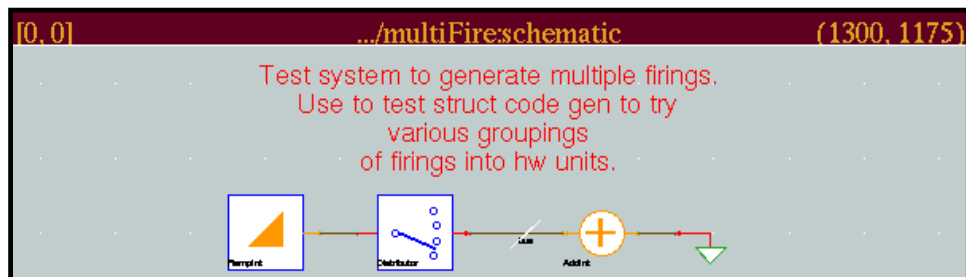 [0, 0] .../multiFire:schematic (1300, 1175)
Test system to generate multiple firings.
Use to test struct code gen to try
various groupings
of firings into hw units.
RampInt Distributor AddInt